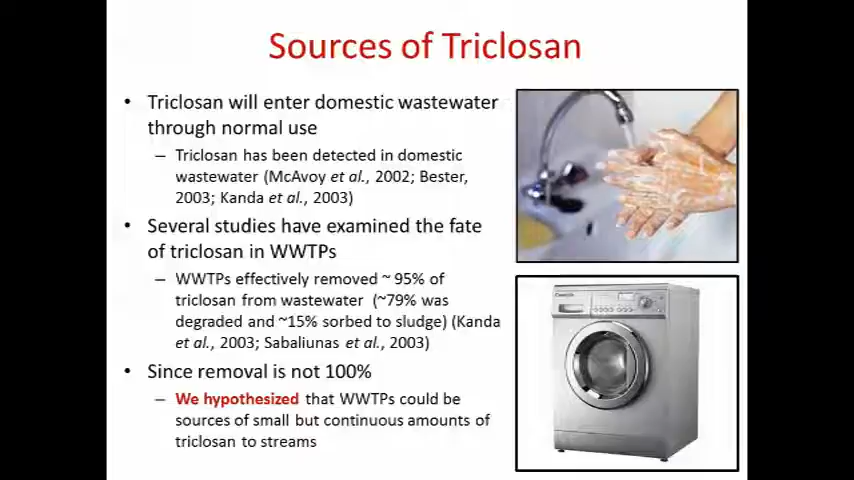 Sources of Triclosan
• Triclosan will enter domestic wastewater
through normal use
– Triclosan has been detected in domestic
wastewater (McAvoy et al., 2002; Bester,
2003; Kanda et al., 2003)
• Several studies have examined the fate
of triclosan in WWTPs
– WWTPs effectively removed ~ 95% of
triclosan from wastewater (~79% was
degraded and ~15% sorbed to sludge) (Kanda
et al., 2003; Sabaliunas et al., 2003)
• Since removal is not 100%
– We hypothesized that WWTPs could be
sources of small but continuous amounts of
triclosan to streams